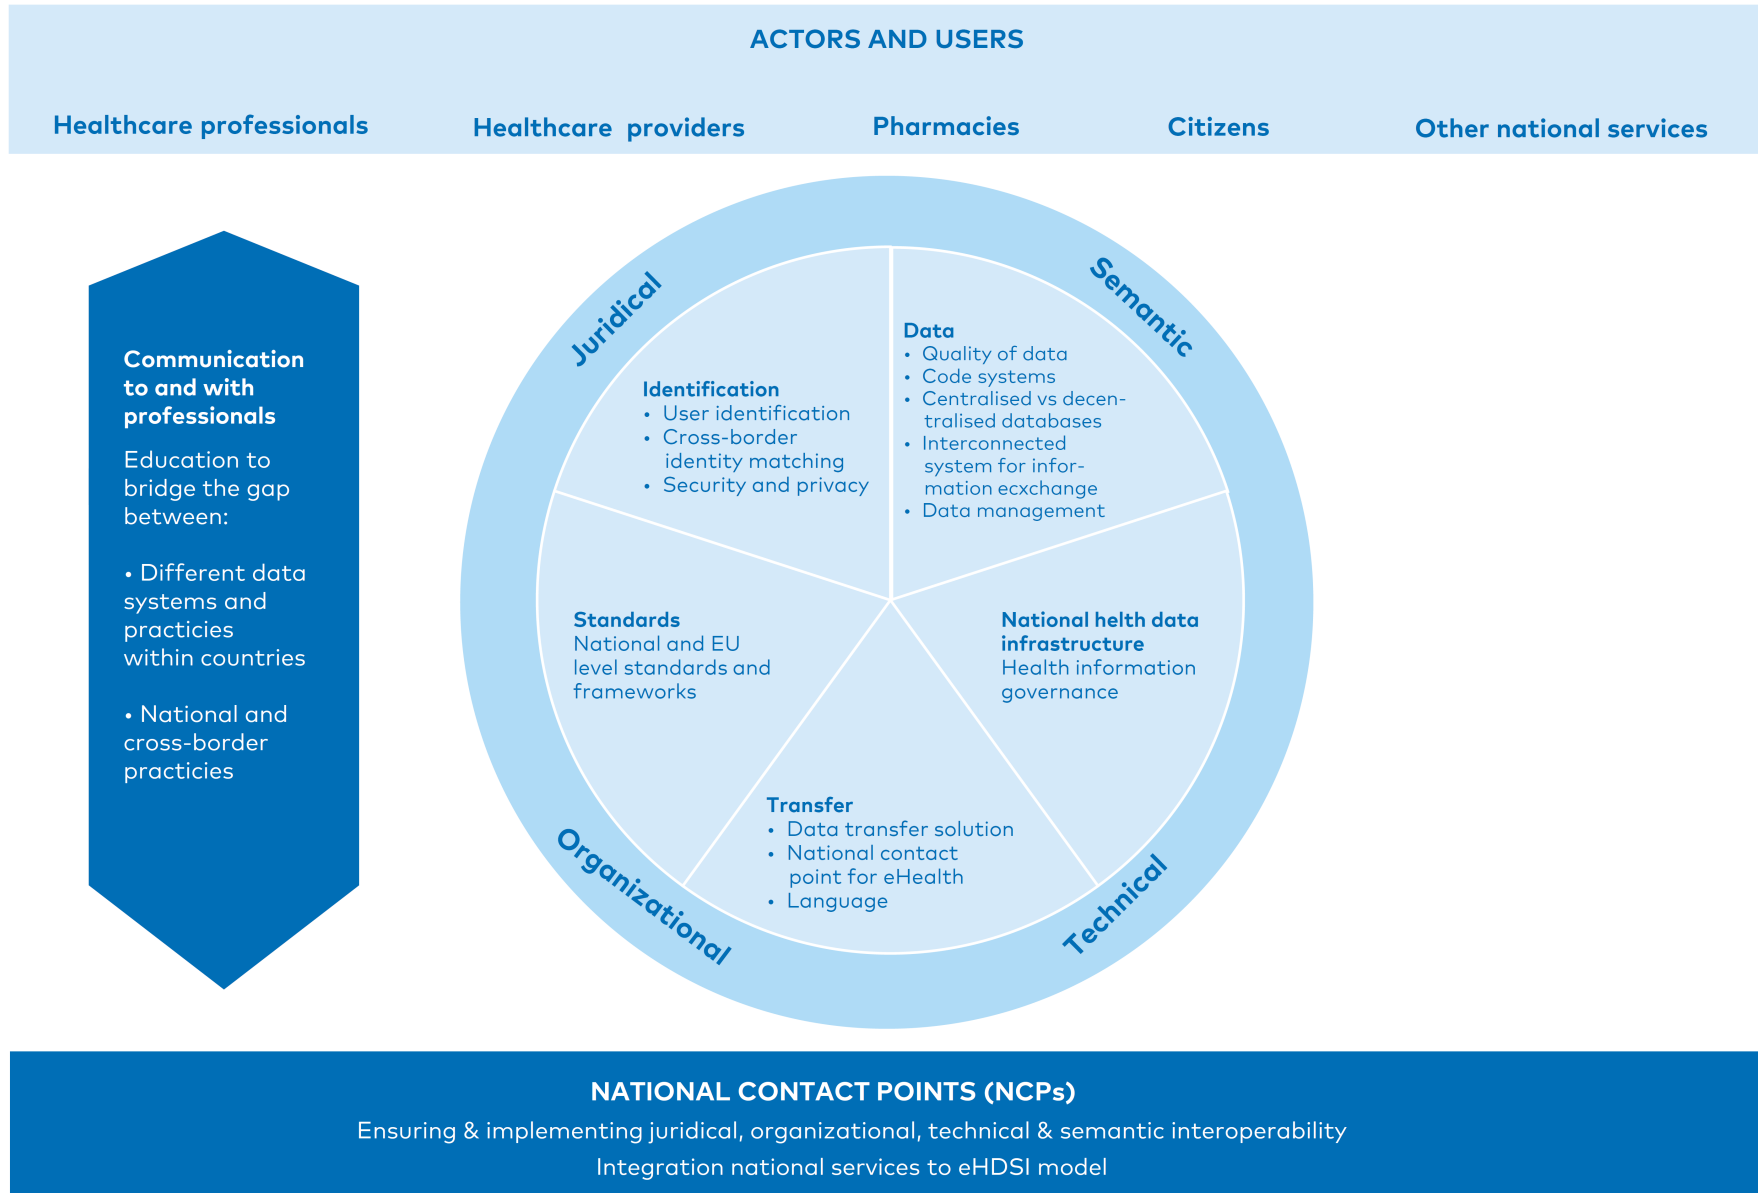 ACTORS AND USERS
Healthcare professionals
Healthcare providers
Pharmacies
Citizens
Other national services
Communication
to and with
professionals
Education to
bridge the gap
between:
• Different data
systems and
practicies
within countries
• National and
cross-border
practicies
Juridical
Semantic
Organizational
Technical
Identification
• User identification
• Cross-border
identity matching
• Security and privacy
Data
• Quality of data
• Code systems
• Centralised vs decen-
tralised databases
• Interconnected
system for infor-
mation ecxchange
• Data management
Standards
National and EU
level standards and
frameworks
National helth data
infrastructure
Health information
governance
Transfer
• Data transfer solution
• National contact
point for eHealth
• Language
NATIONAL CONTACT POINTS (NCPs)
Ensuring & implementing juridical, organizational, technical & semantic interoperability
Integration national services to eHDSI model